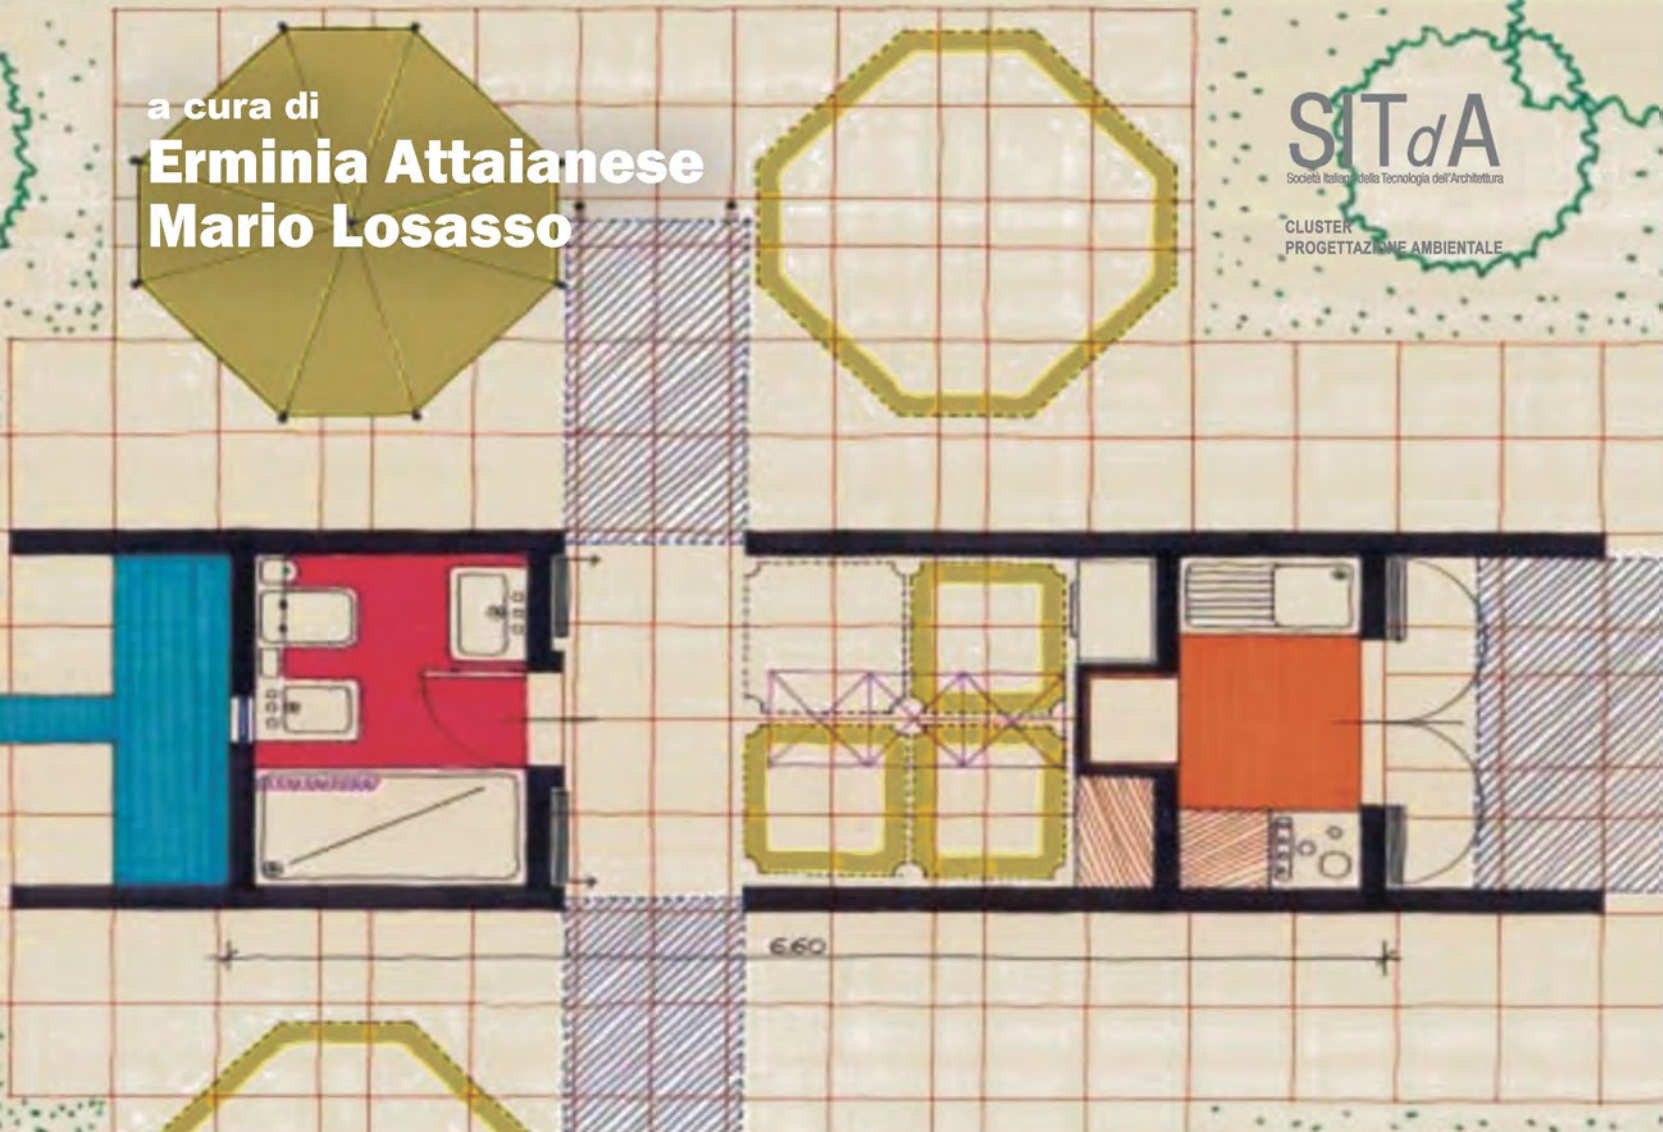 a cura di
Erminia Attaianese
Mario Losasso
SITdA
Società Italiana della Tecnologia dell'Architettura
CLUSTER
PROGETTAZIONE AMBIENTALE
6.60